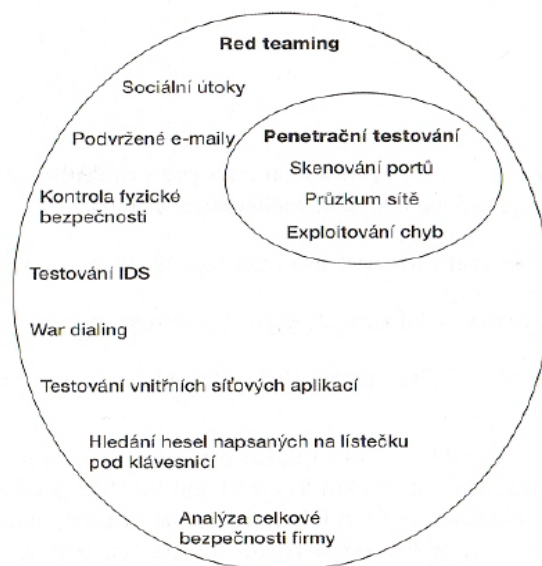 Red teaming
Sociální útoky
Podvržené e-maily
Penetrační testování
Skenování portů
Průzkum sítě
Exploitování chyb
Kontrola fyzické
bezpečnosti
Testování IDS
War dialing
Testování vnitřních síťových aplikací
Hledání hesel napsaných na lístečku
pod klávesnicí
Analýza celkové
bezpečnosti firmy